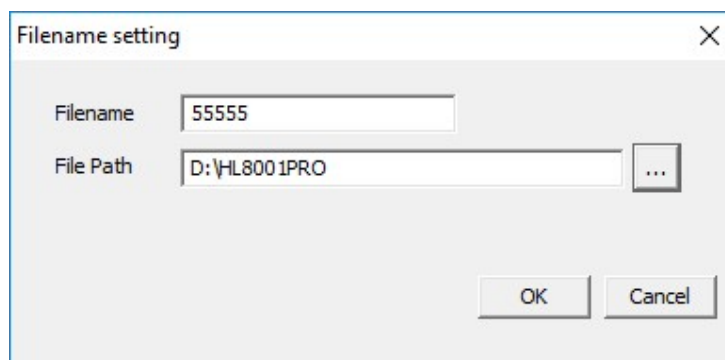 Filename setting
Filename 55555
File Path D:\HL8001PRO ...
OK Cancel